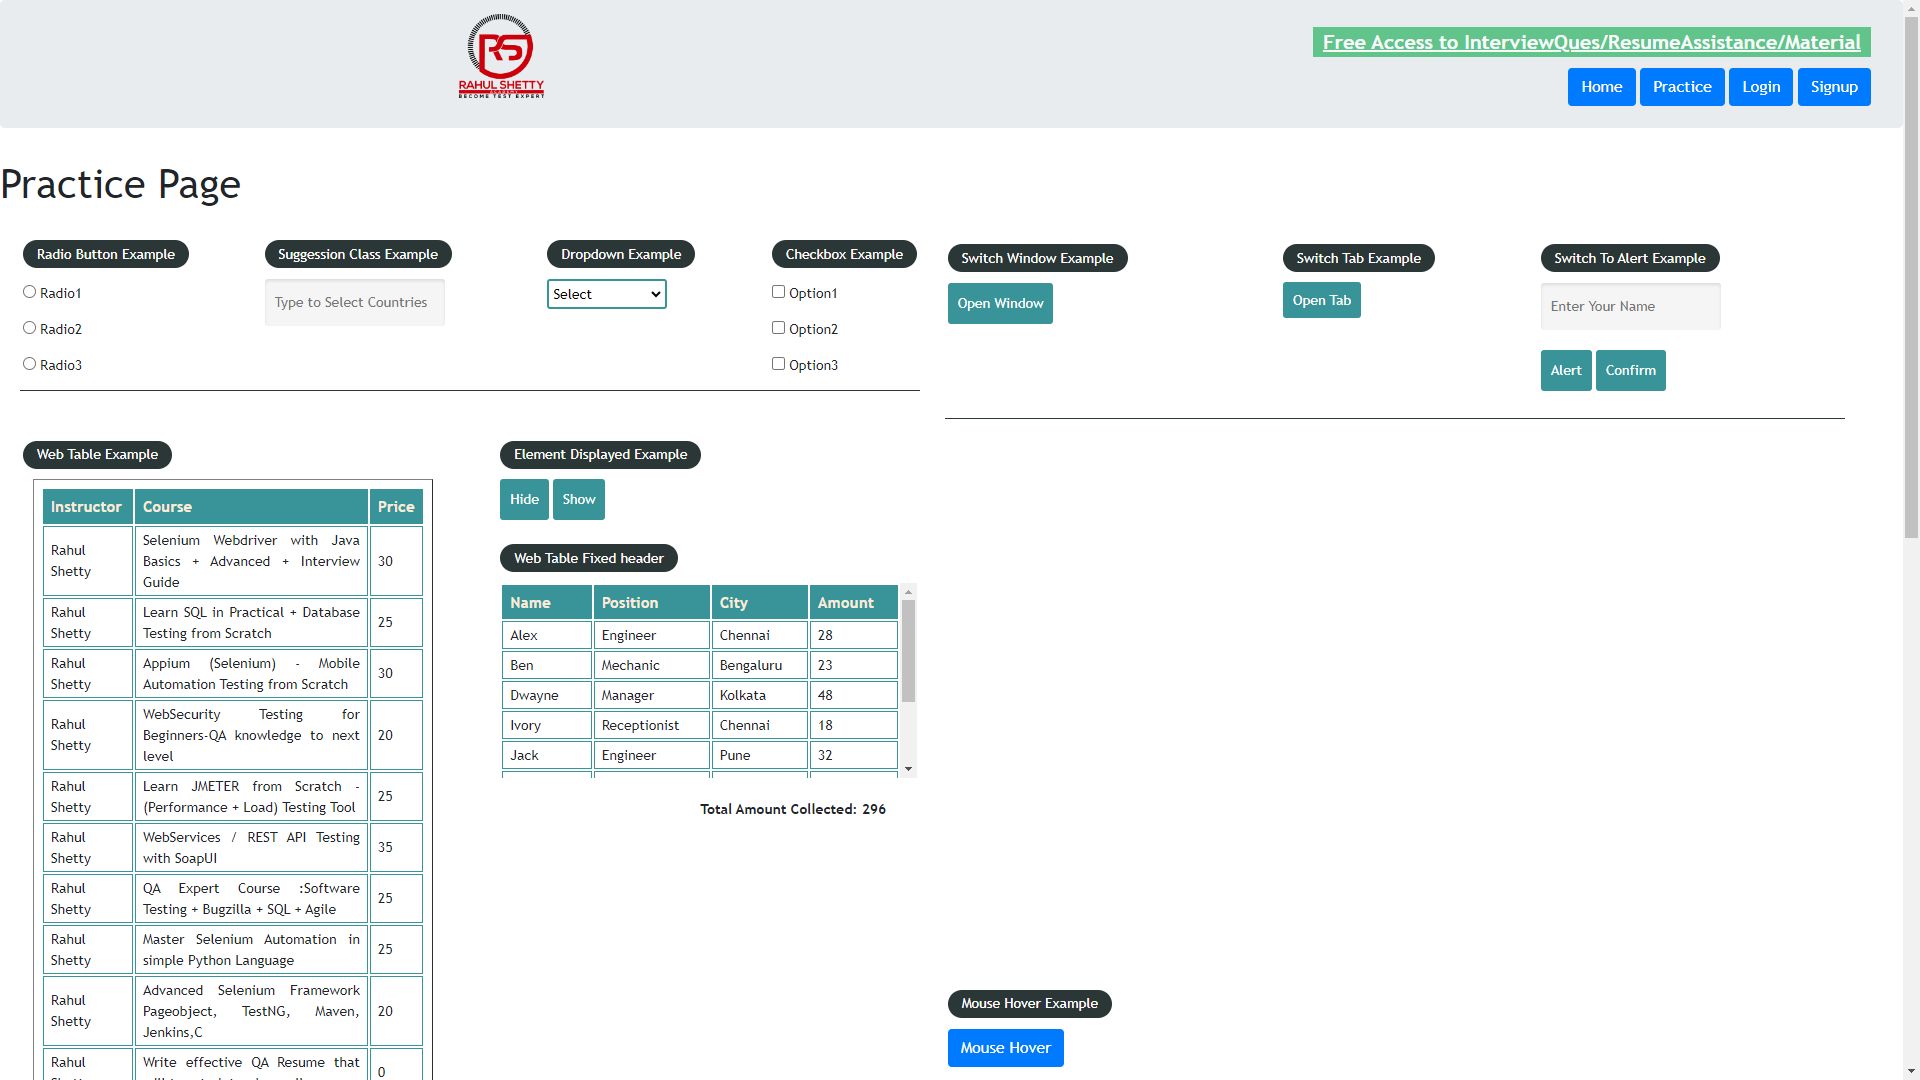 RAHUL SHETTY
ACADEMY
BECOME TEST EXPERT
Free Access to InterviewQues/ResumeAssistance/Material
Home Practice Login Signup
Practice Page
Radio Button Example
Radio1
Radio2
Radio3
Suggession Class Example
Type to Select Countries
Dropdown Example
Select
Checkbox Example
Option1
Option2
Option3
Switch Window Example
Open Window
Switch Tab Example
Open Tab
Switch To Alert Example
Enter Your Name
Alert Confirm
Web Table Example
Instructor Course Price
Rahul Shetty Selenium Webdriver with Java Basics + Advanced + Interview Guide 30
Rahul Shetty Learn SQL in Practical + Database Testing from Scratch 25
Rahul Shetty Appium (Selenium) - Mobile Automation Testing from Scratch 30
Rahul Shetty WebSecurity Testing for Beginners-QA knowledge to next level 20
Rahul Shetty Learn JMETER from Scratch - (Performance + Load) Testing Tool 25
Rahul Shetty WebServices / REST API Testing with SoapUI 35
Rahul Shetty QA Expert Course :Software Testing + Bugzilla + SQL + Agile 25
Rahul Shetty Master Selenium Automation in simple Python Language 25
Rahul Shetty Advanced Selenium Framework Pageobject, TestNG, Maven, Jenkins,C 20
Rahul Write effective QA Resume that 0
Element Displayed Example
Hide Show
Web Table Fixed header
Name Position City Amount
Alex Engineer Chennai 28
Ben Mechanic Bengaluru 23
Dwayne Manager Kolkata 48
Ivory Receptionist Chennai 18
Jack Engineer Pune 32
Total Amount Collected: 296
Mouse Hover Example
Mouse Hover